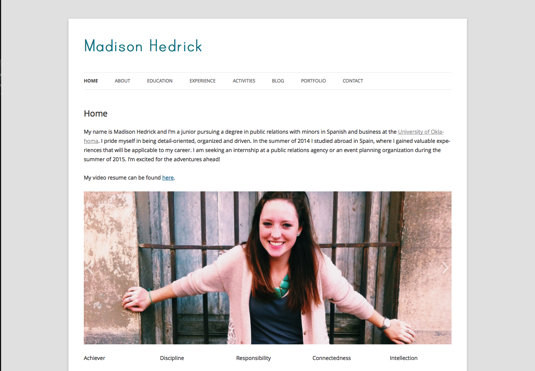 Madison Hedrick
HOME ABOUT EDUCATION EXPERIENCE ACTIVITIES BLOG PORTFOLIO CONTACT
Home
My name is Madison Hedrick and I'm a junior pursuing a degree in public relations with minors in Spanish and business at the University of Okla-
homa. I pride myself in being detail-oriented, organized and driven. In the summer of 2014 I studied abroad in Spain, where I gained valuable expe-
riences that will be applicable to my career. I am seeking an internship at a public relations agency or an event planning organization during the
summer of 2015. I'm excited for the adventures ahead!
My video resume can be found here.
Achiever Discipline Responsibility Connectedness Intellection